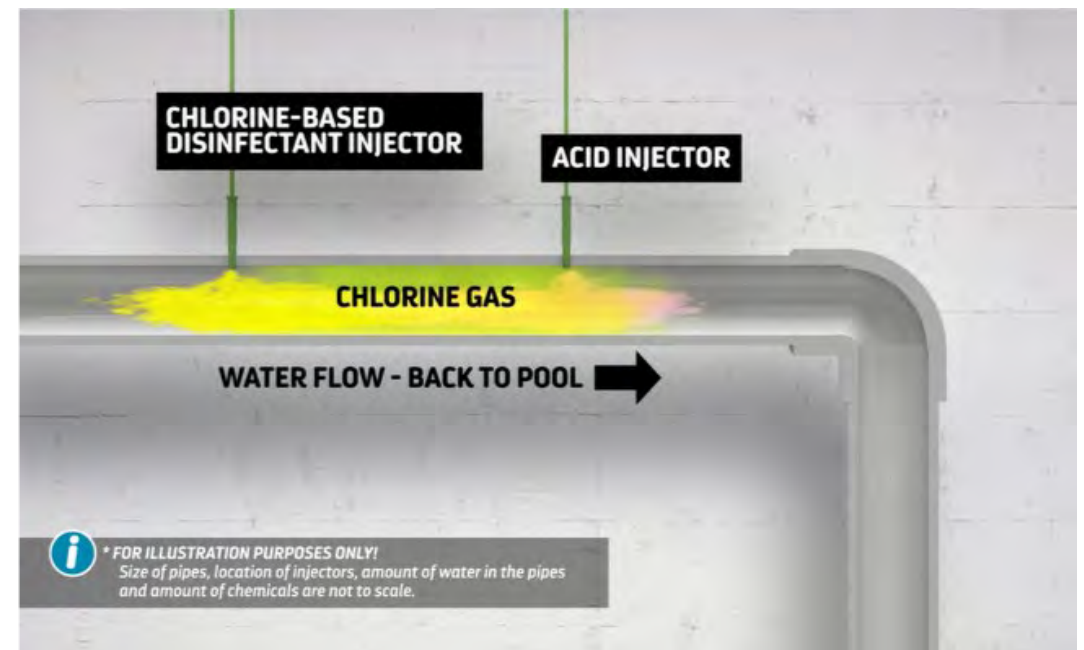 CHLORINE-BASED
DISINFECTANT INJECTOR
ACID INJECTOR
CHLORINE GAS
WATER FLOW - BACK TO POOL
i
* FOR ILLUSTRATION PURPOSES ONLY!
Size of pipes, location of injectors, amount of water in the pipes
and amount of chemicals are not to scale.